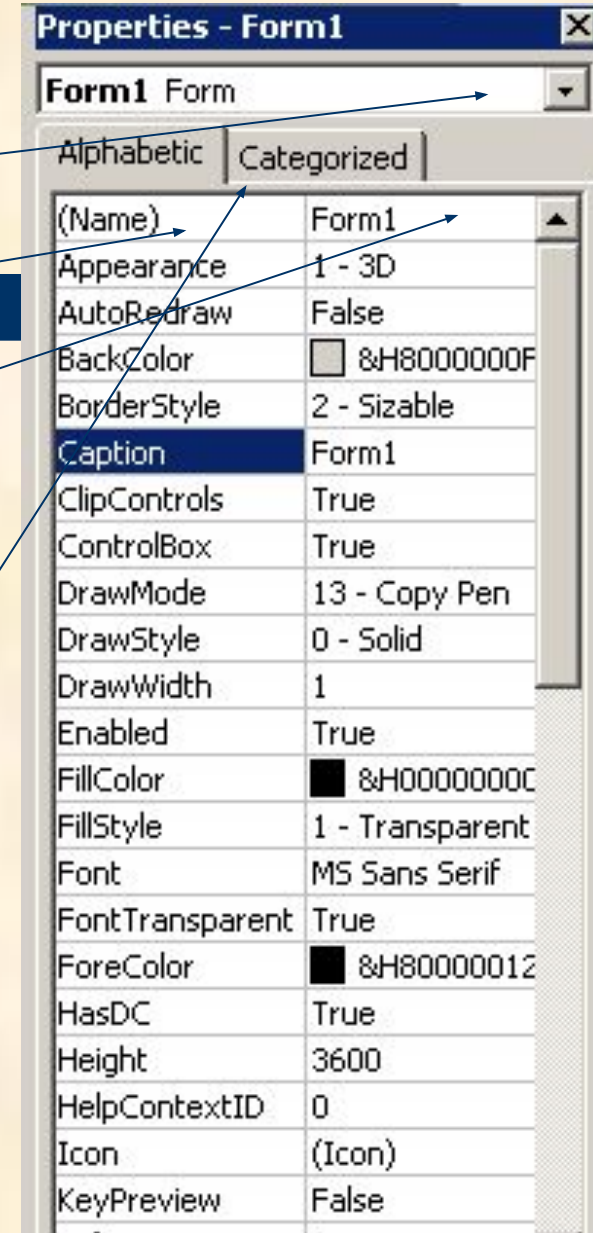 Properties - Form1
Form1 Form
Alphabetic Categorized
(Name) Form1
Appearance 1 - 3D
AutoRedraw False
BackColor &H8000000F
BorderStyle 2 - Sizable
Caption Form1
ClipControls True
ControlBox True
DrawMode 13 - Copy Pen
DrawStyle 0 - Solid
DrawWidth 1
Enabled True
FillColor &H00000000
FillStyle 1 - Transparent
Font MS Sans Serif
FontTransparent True
ForeColor &H80000012
HasDC True
Height 3600
HelpContextID 0
Icon (Icon)
KeyPreview False